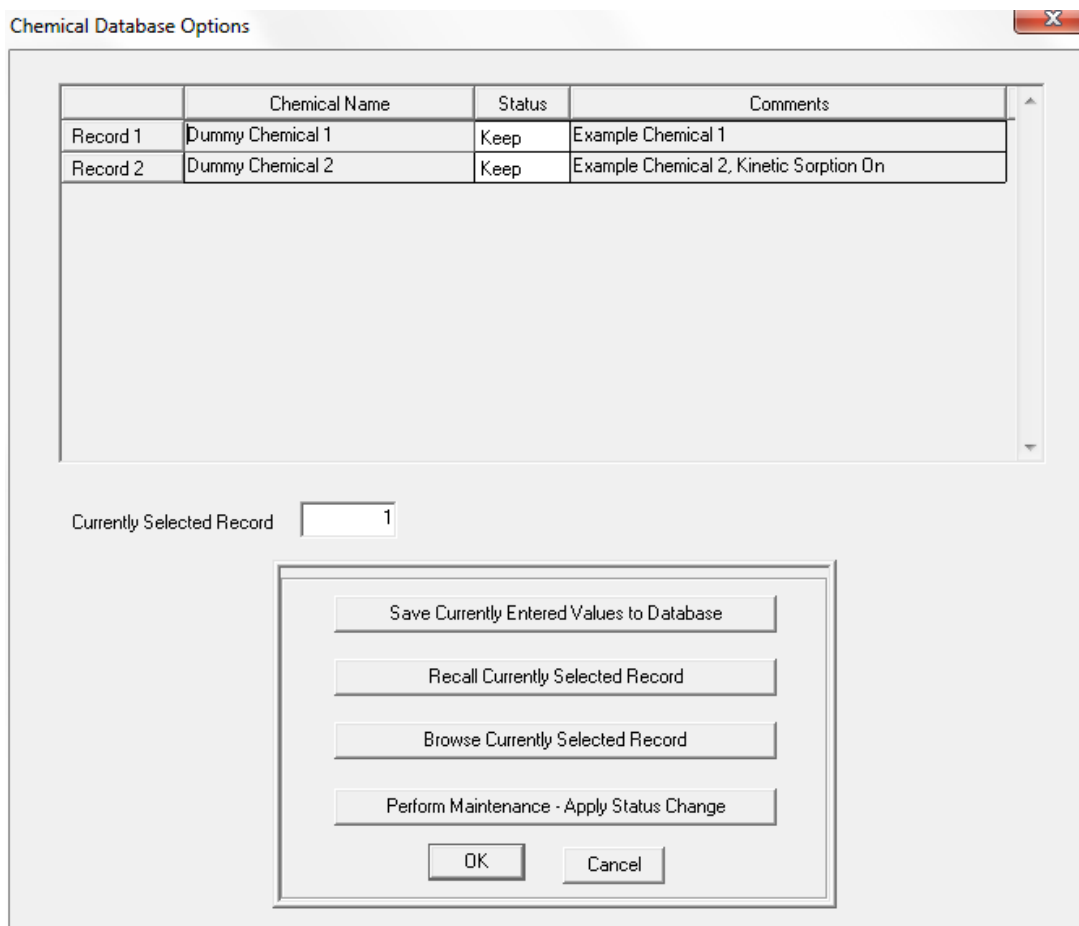 Chemical Database Options
X
Chemical Name Status Comments
Record 1 Dummy Chemical 1 Keep Example Chemical 1
Record 2 Dummy Chemical 2 Keep Example Chemical 2, Kinetic Sorption On
Currently Selected Record 1
Save Currently Entered Values to Database
Recall Currently Selected Record
Browse Currently Selected Record
Perform Maintenance - Apply Status Change
OK Cancel